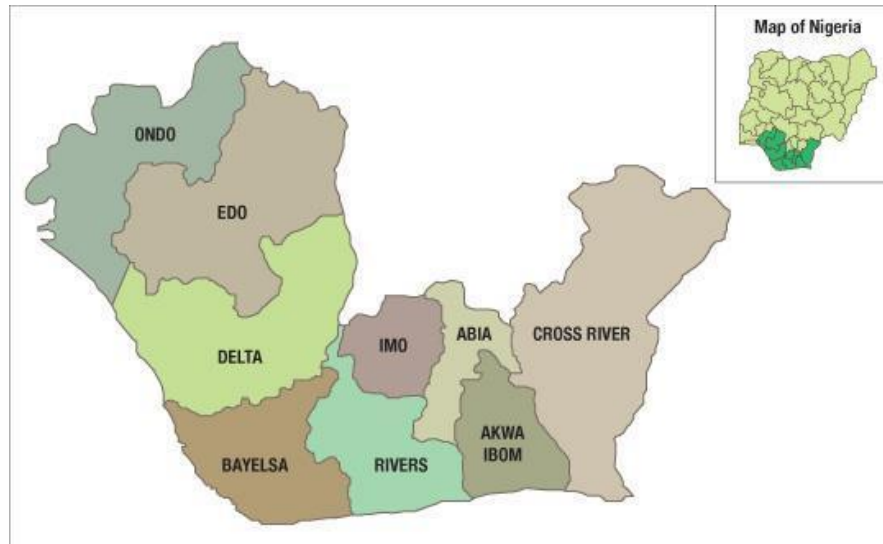 Map of Nigeria
ONDO
EDO
DELTA
IMO
ABIA
CROSS RIVER
BAYELSA
RIVERS
AKWA
IBOM